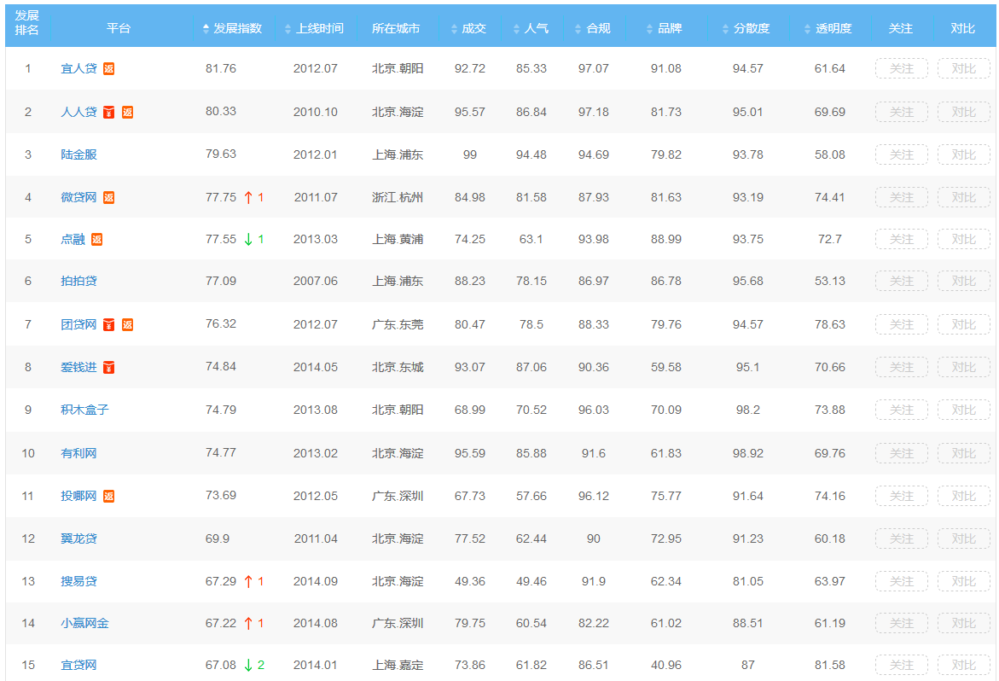 发展排名 平台 发展指数 上线时间 所在城市 成交 人气 合规 品牌 分散度 透明度 关注 对比
1 宜人贷 返 81.76 2012.07 北京.朝阳 92.72 85.33 97.07 91.08 94.57 61.64 关注 对比
2 人人贷 ¥ 返 80.33 2010.10 北京.海淀 95.57 86.84 97.18 81.73 95.01 69.69 关注 对比
3 陆金服 79.63 2012.01 上海.浦东 99 94.48 94.69 79.82 93.78 58.08 关注 对比
4 微贷网 返 77.75 ↑ 1 2011.07 浙江.杭州 84.98 81.58 87.93 81.63 93.19 74.41 关注 对比
5 点融 返 77.55 ↓ 1 2013.03 上海.黄浦 74.25 63.1 93.98 88.99 93.75 72.7 关注 对比
6 拍拍贷 77.09 2007.06 上海.浦东 88.23 78.15 86.97 86.78 95.68 53.13 关注 对比
7 团贷网 ¥ 返 76.32 2012.07 广东.东莞 80.47 78.5 88.33 79.76 94.57 78.63 关注 对比
8 爱钱进 ¥ 74.84 2014.05 北京.东城 93.07 87.06 90.36 59.58 95.1 70.66 关注 对比
9 积木盒子 74.79 2013.08 北京.朝阳 68.99 70.52 96.03 70.09 98.2 73.88 关注 对比
10 有利网 74.77 2013.02 北京.海淀 95.59 85.88 91.6 61.83 98.92 69.76 关注 对比
11 投哪网 返 73.69 2012.05 广东.深圳 67.73 57.66 96.12 75.77 91.64 74.16 关注 对比
12 翼龙贷 69.9 2011.04 北京.海淀 77.52 62.44 90 72.95 91.23 60.18 关注 对比
13 搜易贷 67.29 ↑ 1 2014.09 北京.海淀 49.36 49.46 91.9 62.34 81.05 63.97 关注 对比
14 小赢网金 67.22 ↑ 1 2014.08 广东.深圳 79.75 60.54 82.22 61.02 88.51 61.19 关注 对比
15 宜贷网 67.08 ↓ 2 2014.01 上海.嘉定 73.86 61.82 86.51 40.96 87 81.58 关注 对比